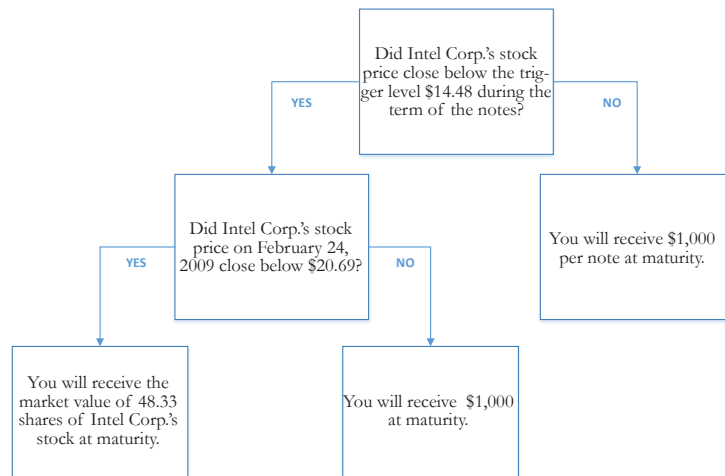 Did Intel Corp.'s stock
price close below the trig-
ger level $14.48 during the
term of the notes?
YES
NO
Did Intel Corp.'s stock
price on February 24,
2009 close below $20.69?
You will receive $1,000
per note at maturity.
YES
NO
You will receive the
market value of 48.33
shares of Intel Corp.'s
stock at maturity.
You will receive $1,000
at maturity.